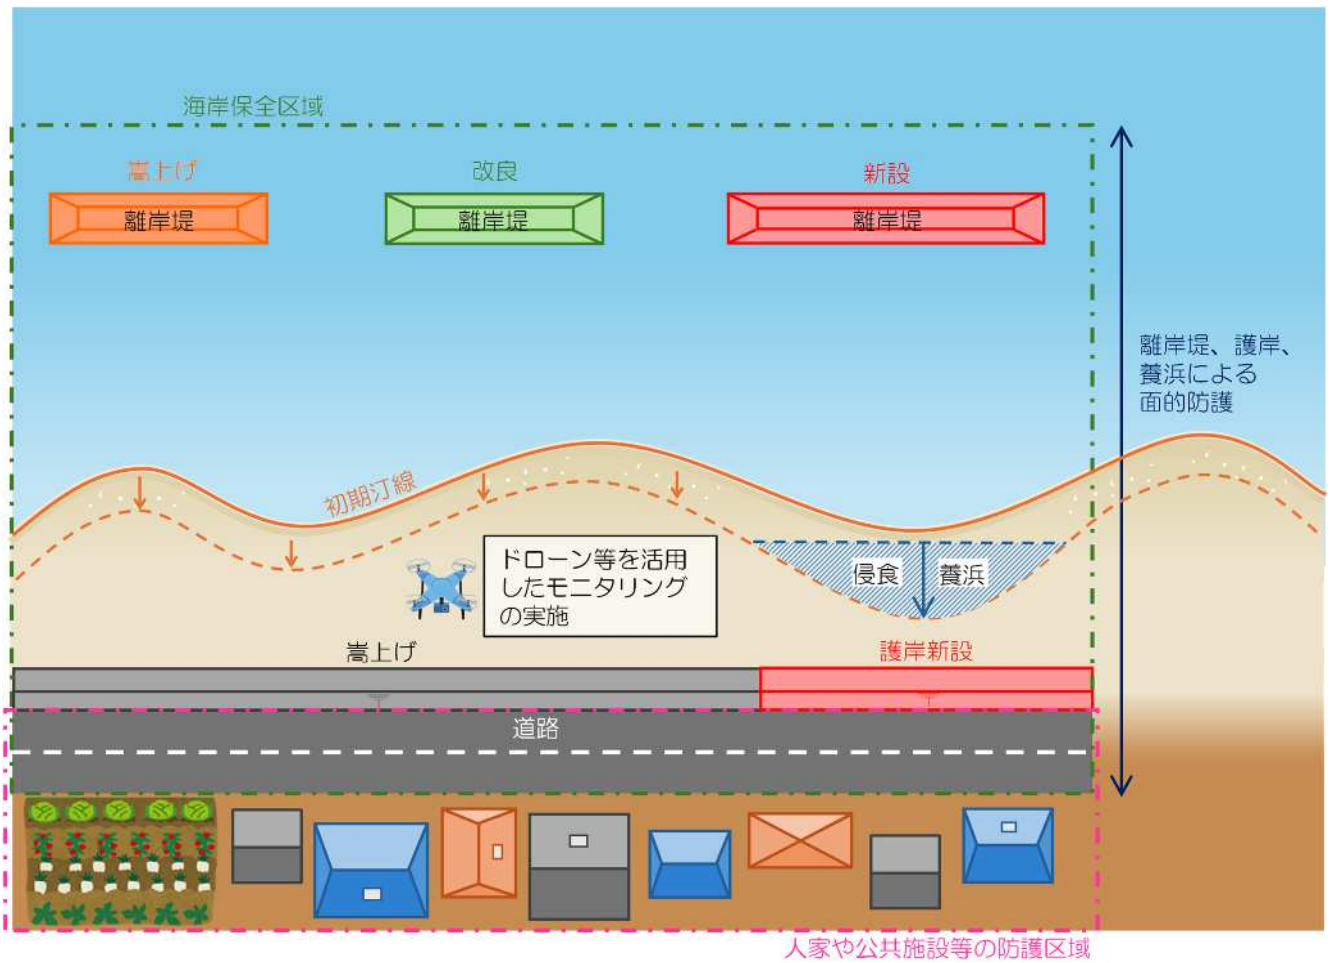 海岸保全区域
嵩上げ
改良
新設
離岸堤
離岸堤
離岸堤
離岸堤、護岸、
養浜による
面的防護
初期汀線
ドローン等を活用
したモニタリング
の実施
侵食
養浜
嵩上げ
護岸新設
道路
人家や公共施設等の防護区域